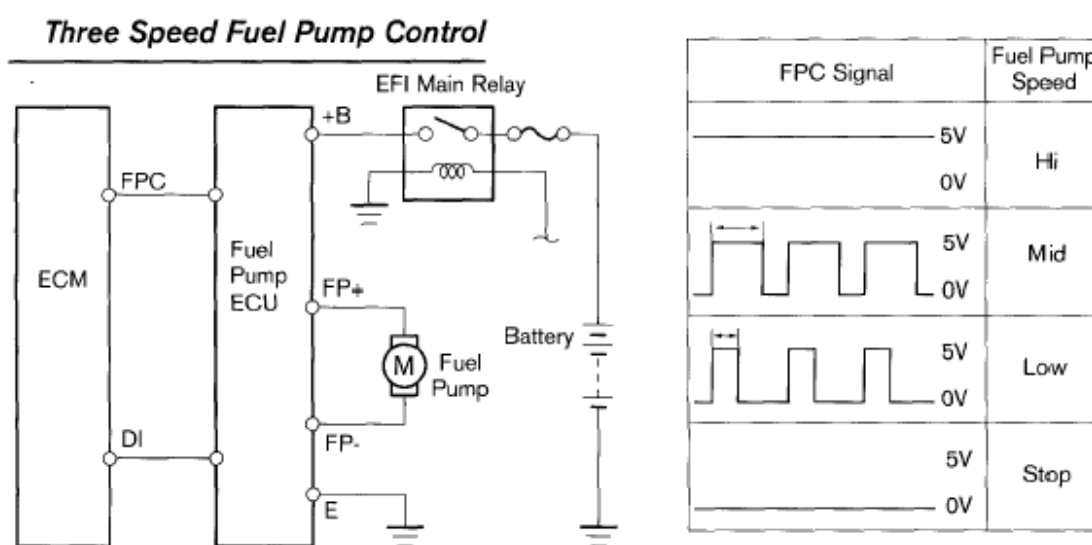 Three Speed Fuel Pump Control
EFI Main Relay
+B
FPC
ECM
Fuel
Pump
ECU
FP+
M
Fuel
Pump
Battery
DI
FP-
E
FPC Signal
Fuel Pump
Speed
5V
0V
Hi
5V
0V
Mid
5V
0V
Low
5V
0V
Stop